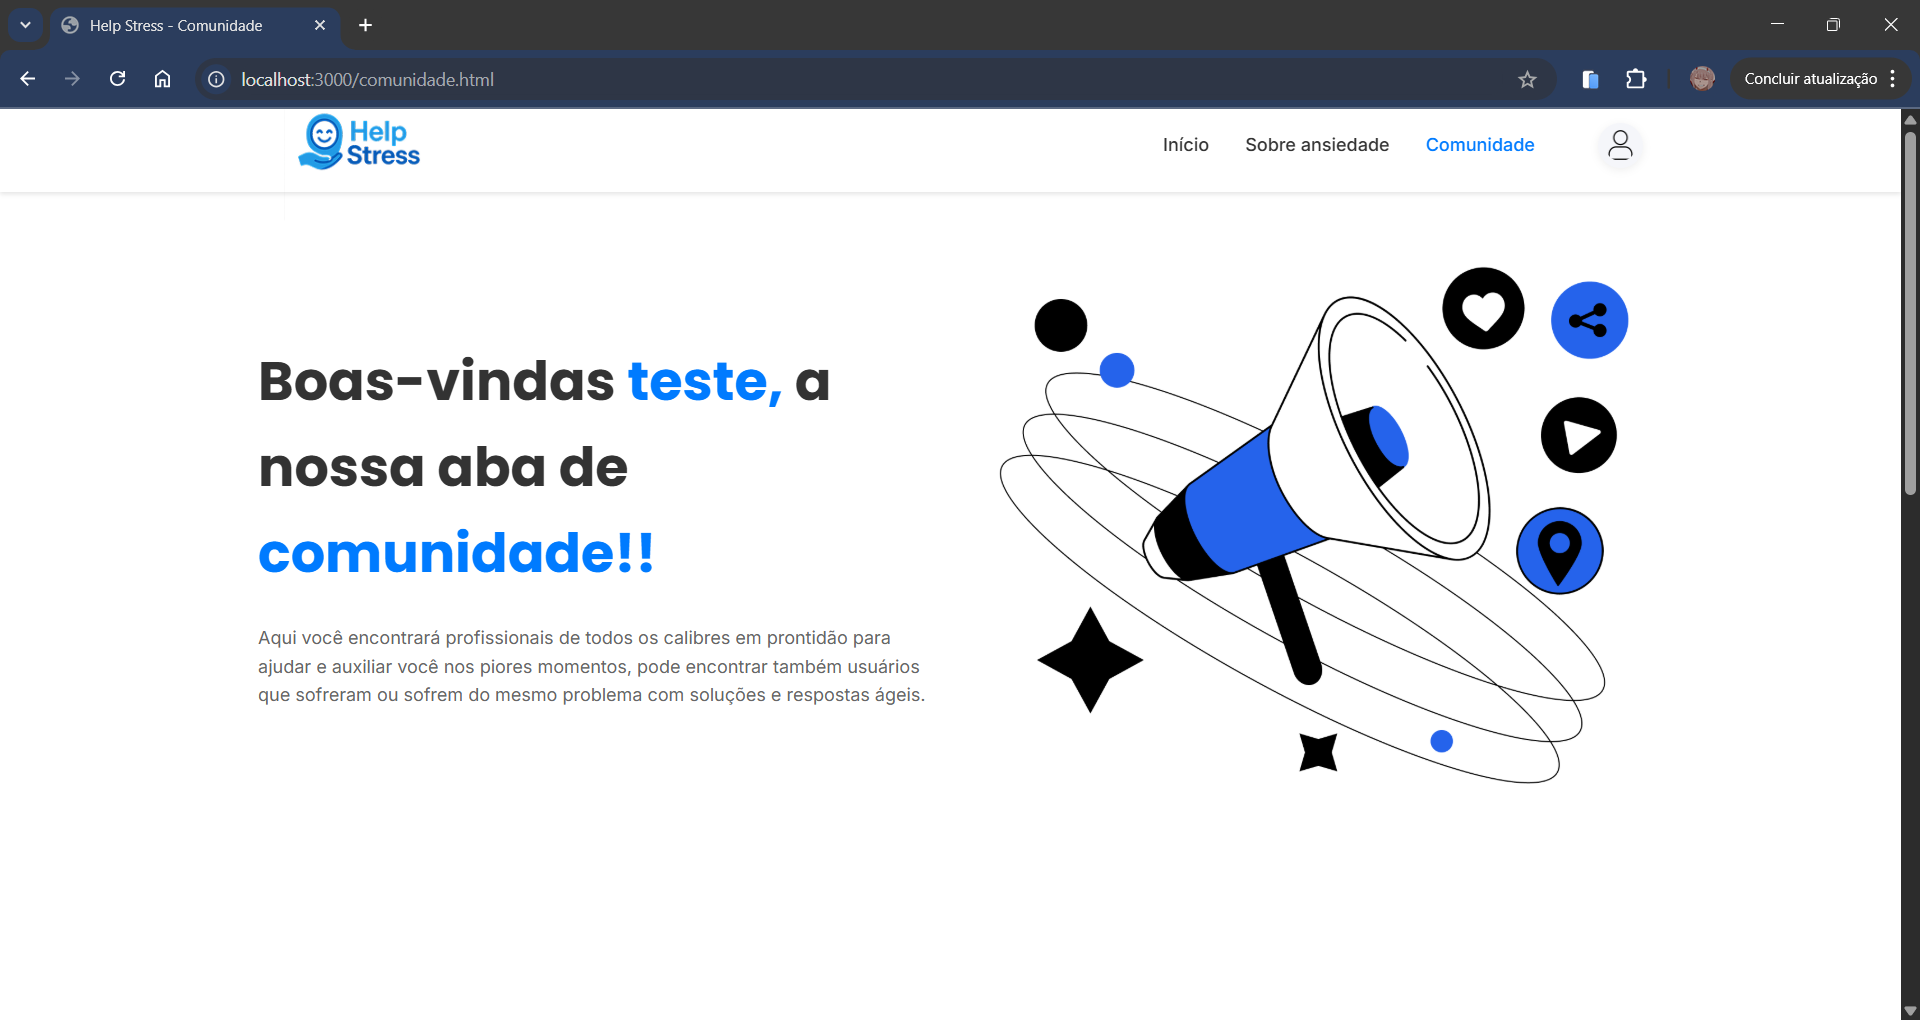 Help Stress - Comunidade
localhost:3000/comunidade.html
Concluir atualização
Help
Stress
Início
Sobre ansiedade
Comunidade
Boas-vindas teste, a
nossa aba de
comunidade!!
Aqui você encontrará profissionais de todos os calibres em prontidão para
ajudar e auxiliar você nos piores momentos, pode encontrar também usuários
que sofreram ou sofrem do mesmo problema com soluções e respostas ágeis.